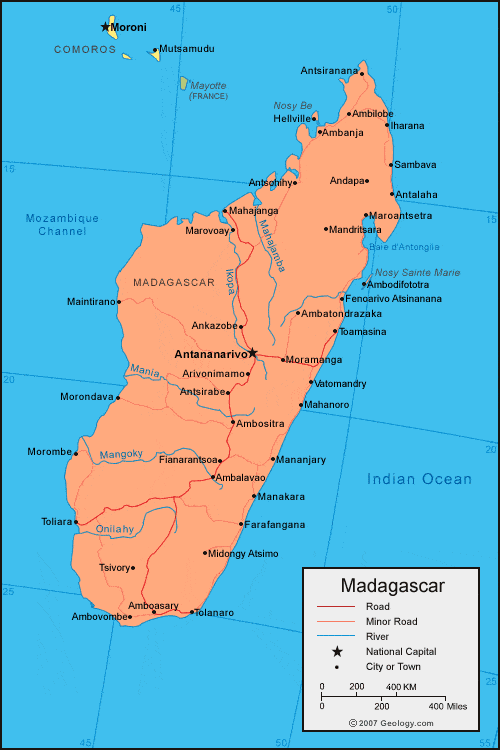 45
50
Moroni
COMOROS
Mutsamudu
Mayotte
(FRANCE)
Antsiranana
Nosy Be
Hellville
Ambilobe
Iharana
Ambanja
15
Sambava
Antsohihy
Andapa
Antalaha
Mahajanga
Maroantsetra
15
Mozambique
Channel
Marovoay
Mahajamba
Mandritsara
Baie d'Antongila
Ikopa
Nosy Sainte Marie
MADAGASCAR
Ambodifototra
Maintirano
Fenoarivo Atsinanana
Ambatondrazaka
Ankazobe
Toamasina
Antananarivo
Moramanga
Mania
Arivonimamo
20
Vatomandry
Antsirabe
Morondava
Mahanoro
Ambositra
20
Morombe
Mangoky
Fianarantsoa
Mananjary
Ambalavao
Indian Ocean
Manakara
Toliara
Onilahy
Farafangana
Midongy Atsimo
Tsivory
25
Amboasary
Ambovombe
Tolanaro
Madagascar
Road
Minor Road
River
National Capital
City or Town
0 200 400 KM
0 200 400 Miles
© 2007 Geology.com
25
45
50
55